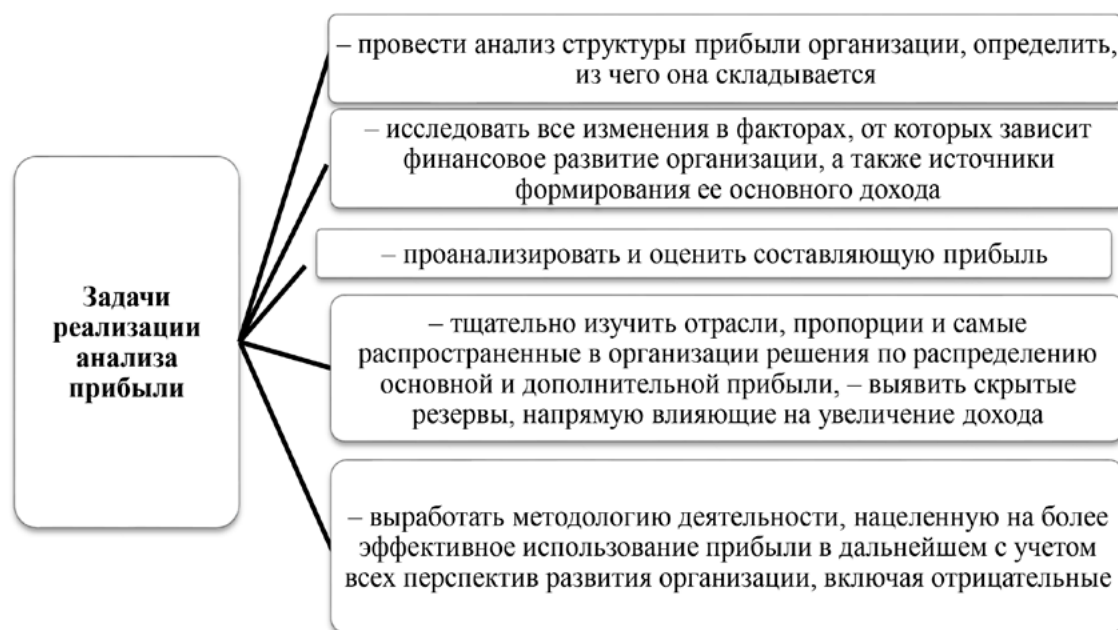 Задачи
реализации
анализа
прибыли
– провести анализ структуры прибыли организации, определить,
из чего она складывается
– исследовать все изменения в факторах, от которых зависит
финансовое развитие организации, а также источники
формирования ее основного дохода
– проанализировать и оценить составляющую прибыль
– тщательно изучить отрасли, пропорции и самые
распространенные в организации решения по распределению
основной и дополнительной прибыли, – выявить скрытые
резервы, напрямую влияющие на увеличение дохода
– выработать методологию деятельности, нацеленную на более
эффективное использование прибыли в дальнейшем с учетом
всех перспектив развития организации, включая отрицательные